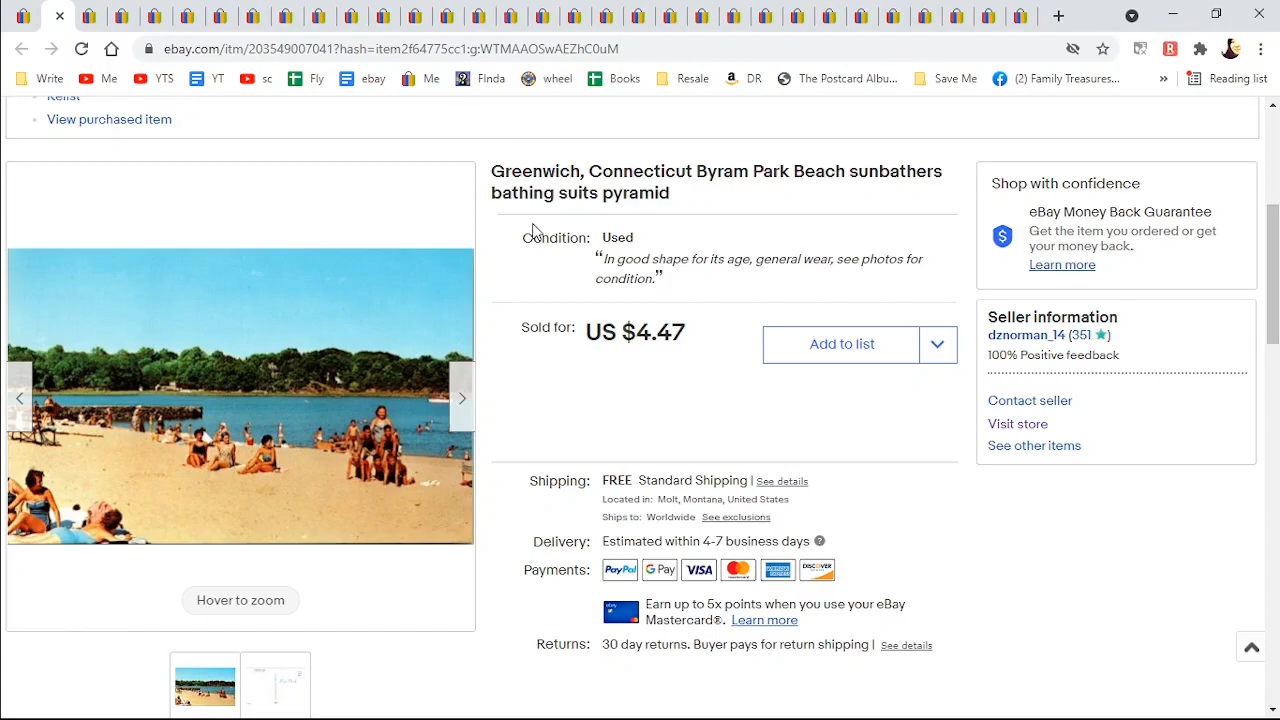 ebay.com/itm/203549007041?hash=item2f64775cc1:g:WTMAAOSwAEZhC0uM
Write Me YTS YT sc Fly ebay Me FInda wheel Books Resale DR The Postcard Albu... Save Me (2) Family Treasures... » Reading list
Relist
View purchased item
Greenwich, Connecticut Byram Park Beach sunbathers
bathing suits pyramid
Condition: Used
“In good shape for its age, general wear, see photos for
condition.”
Sold for: US $4.47
Add to list
Shipping: FREE Standard Shipping | See details
Located in: Molt, Montana, United States
Ships to: Worldwide See exclusions
Delivery: Estimated within 4-7 business days
Payments: PayPal G Pay VISA DISCOVER
Earn up to 5x points when you use your eBay
Mastercard®. Learn more
Returns: 30 day returns. Buyer pays for return shipping | See details
Hover to zoom
Shop with confidence
eBay Money Back Guarantee
Get the item you ordered or get
your money back.
Learn more
Seller information
dznorman_14 (351 ★)
100% Positive feedback
Contact seller
Visit store
See other items